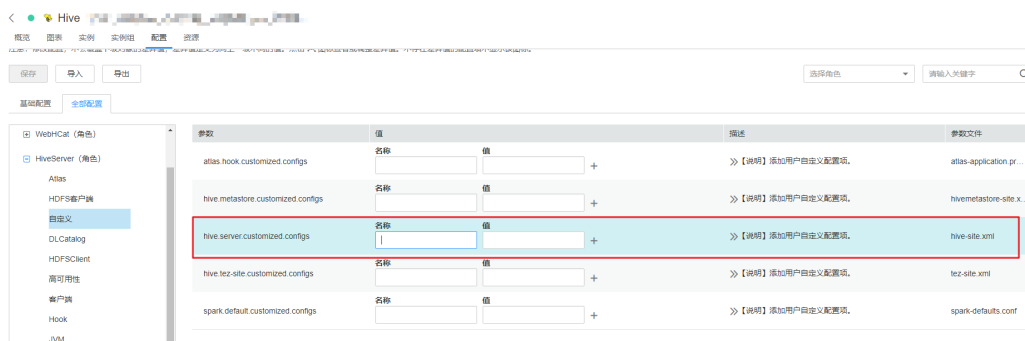 Hive
概览 图表 实例 实例组 配置 资源
保存 导入 导出 选择角色 请输入关键字
基础配置 全部配置
WebHCat（角色）
HiveServer（角色）
Atlas
HDFS客户端
自定义
DLCatalog
HDFSClient
高可用性
客户端
Hook
JVM
参数 值 描述 参数文件
名称 值
atlas.hook.customized.configs 【说明】添加用户自定义配置项。 atlas-application.pr...
名称 值
hive.metastore.customized.configs 【说明】添加用户自定义配置项。 hivemetastore-site.x...
名称 值
hive.server.customized.configs 【说明】添加用户自定义配置项。 hive-site.xml
名称 值
hive.tez-site.customized.configs 【说明】添加用户自定义配置项。 tez-site.xml
名称 值
spark.default.customized.configs 【说明】添加用户自定义配置项。 spark-defaults.conf